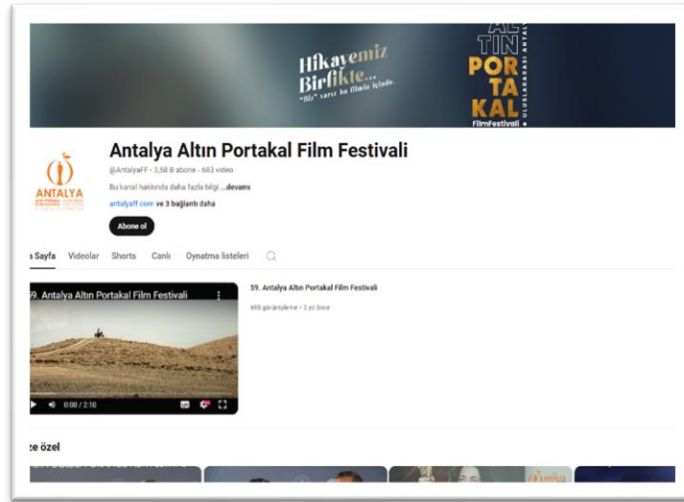 Hikayemiz
Birlikte...
"Biz" varız bu filmin içinde.
ALTIN
PORTAKAL
FilmFestivali
ULUSLARARASI ANTALYA
ANTALYA
Antalya Altın Portakal Film Festivali
@AntalyaFF · 3,58 B abone · 683 video
Bu kanal hakkında daha fazla bilgi ...devamı
antalyaff.com ve 3 bağlantı daha
Abone ol
a Sayfa Videolar Shorts Canlı Oynatma listeleri
59. Antalya Altın Portakal Film Festivali
59. Antalya Altın Portakal Film Festivali
690 görüntüleme · 2 yıl önce
0:00 / 2:10
ze özel